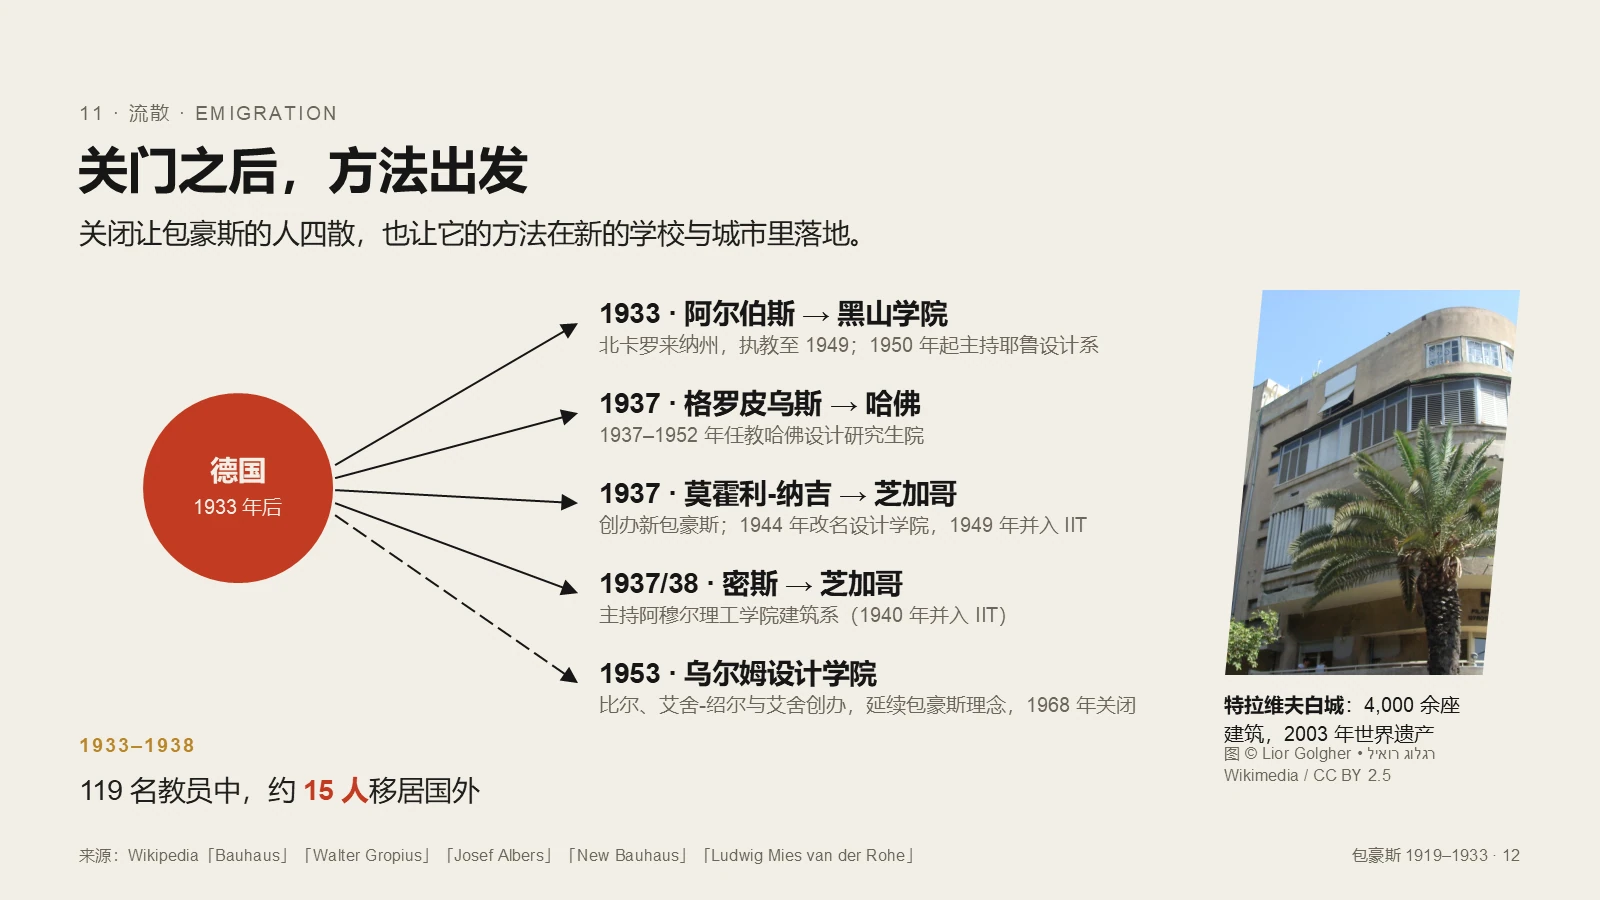 11 · 流散 · EMIGRATION
关门之后，方法出发
关闭让包豪斯的人四散，也让它的方法在新的学校与城市里落地。
德国
1933 年后
1933 · 阿尔伯斯 → 黑山学院
北卡罗来纳州，执教至 1949；1950 年起主持耶鲁设计系
1937 · 格罗皮乌斯 → 哈佛
1937–1952 年任教哈佛设计研究生院
1937 · 莫霍利-纳吉 → 芝加哥
创办新包豪斯；1944 年改名设计学院，1949 年并入 IIT
1937/38 · 密斯 → 芝加哥
主持阿穆尔理工学院建筑系（1940 年并入 IIT）
1953 · 乌尔姆设计学院
比尔、艾舍-绍尔与艾舍创办，延续包豪斯理念，1968 年关闭
特拉维夫白城：4,000 余座
建筑，2003 年世界遗产
图 © Lior Golgher • רגלוג רואיל
Wikimedia / CC BY 2.5
1933–1938
119 名教员中，约 15 人移居国外
来源：Wikipedia「Bauhaus」「Walter Gropius」「Josef Albers」「New Bauhaus」「Ludwig Mies van der Rohe」
包豪斯 1919–1933 · 12